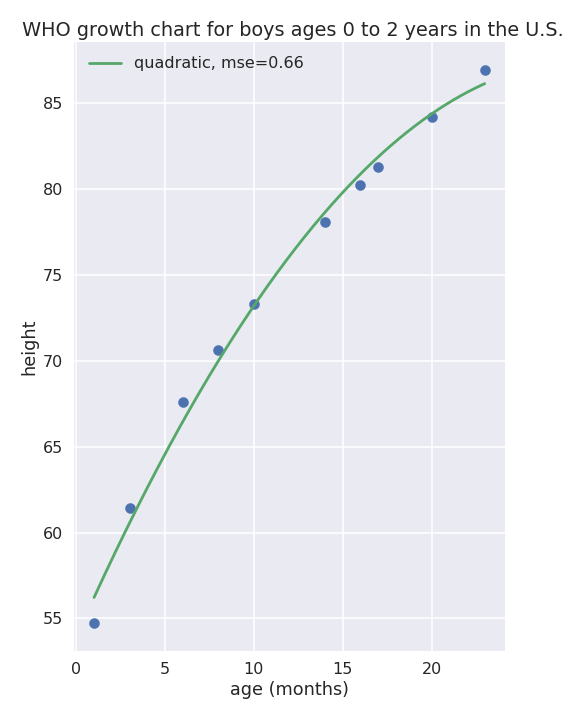 WHO growth chart for boys ages 0 to 2 years in the U.S.
quadratic, mse=0.66
85
80
75
70
65
60
55
height
0 5 10 15 20
age (months)